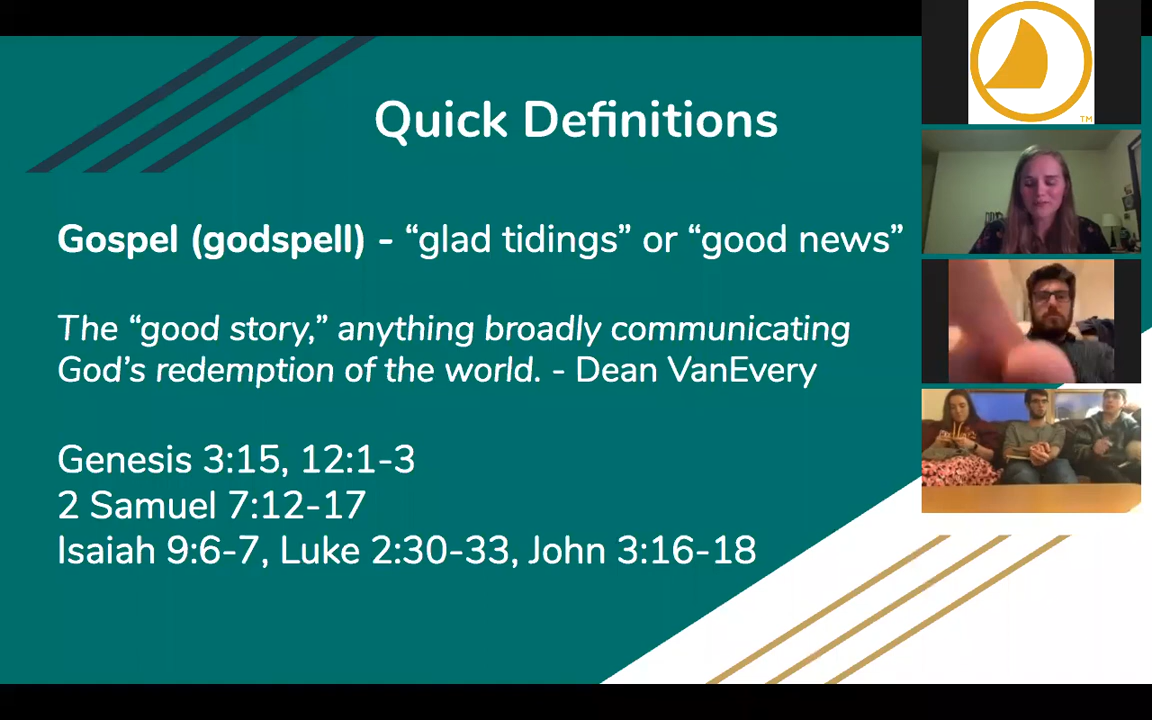 Quick Definitions
Gospel (godspell) - “glad tidings” or “good news”
The “good story,” anything broadly communicating
God’s redemption of the world. - Dean VanEvery
Genesis 3:15, 12:1-3
2 Samuel 7:12-17
Isaiah 9:6-7, Luke 2:30-33, John 3:16-18
TM